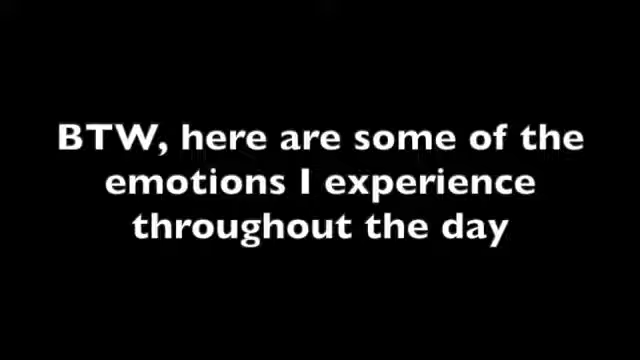 BTW, here are some of the
emotions I experience
throughout the day